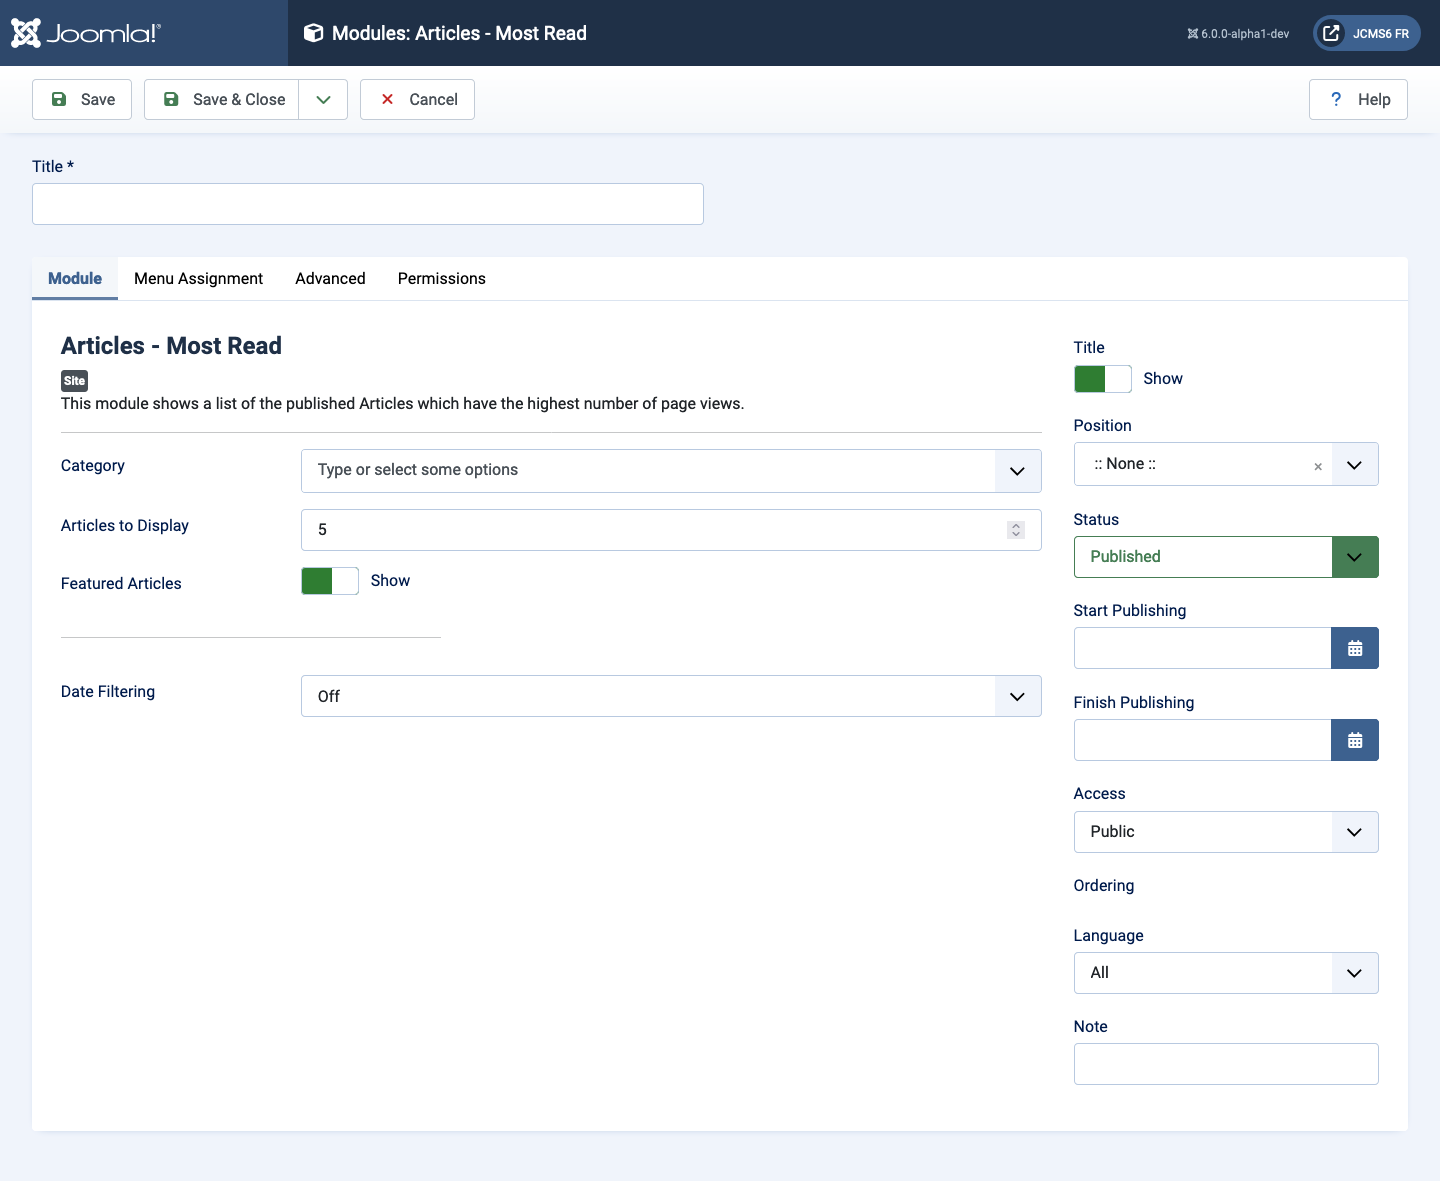 Joomla!®
Modules: Articles - Most Read
6.0.0-alpha1-dev
JCMS6 FR
Save
Save & Close
Cancel
? Help
Title *
Module
Menu Assignment
Advanced
Permissions
Articles - Most Read
Site
This module shows a list of the published Articles which have the highest number of page views.
Category
Type or select some options
Articles to Display
5
Featured Articles
Show
Date Filtering
Off
Title
Show
Position
:: None ::
×
Status
Published
Start Publishing
Finish Publishing
Access
Public
Ordering
Language
All
Note